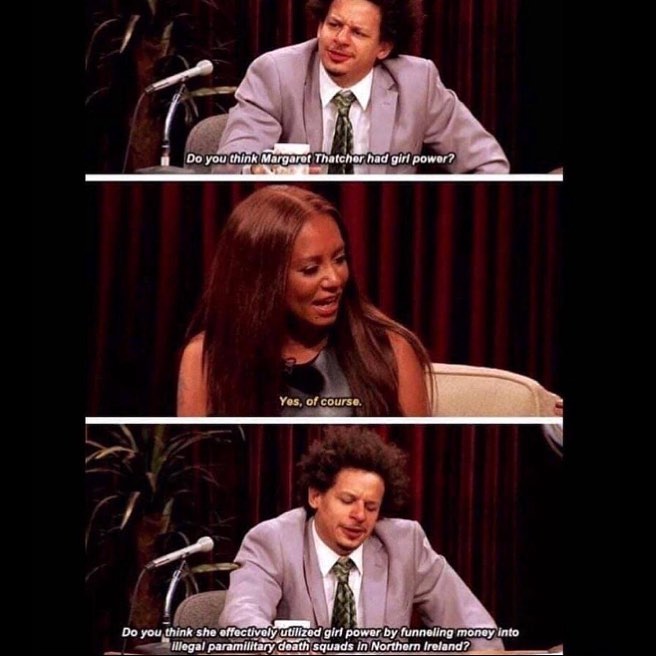 Do you think Margaret Thatcher had girl power?
Yes, of course.
Do you think she effectively utilized girl power by funneling money into
illegal paramilitary death squads in Northern Ireland?